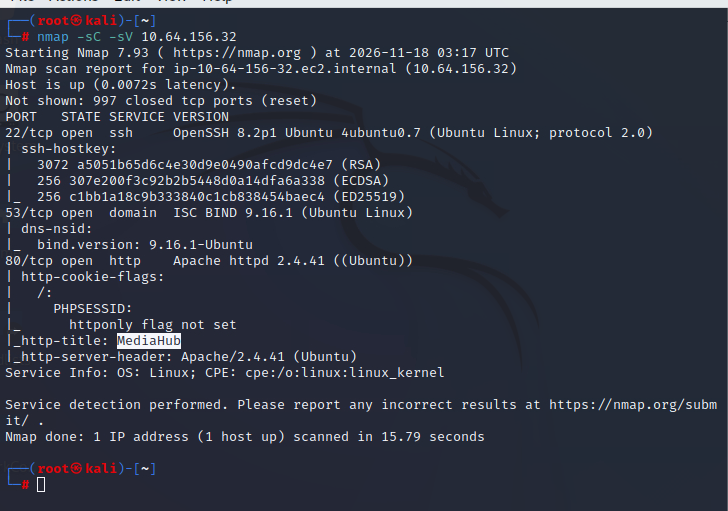 ┌──(root㉿kali)-[~]
└─# nmap -sC -sV 10.64.156.32
Starting Nmap 7.93 ( https://nmap.org ) at 2026-11-18 03:17 UTC
Nmap scan report for ip-10-64-156-32.ec2.internal (10.64.156.32)
Host is up (0.0072s latency).
Not shown: 997 closed tcp ports (reset)
PORT   STATE SERVICE VERSION
22/tcp open  ssh     OpenSSH 8.2p1 Ubuntu 4ubuntu0.7 (Ubuntu Linux; protocol 2.0)
| ssh-hostkey:
|   3072 a5051b65d6c4e30d9e0490afcd9dc4e7 (RSA)
|   256 307e200f3c92b2b5448d0a14dfa6a338 (ECDSA)
|_  256 c1bb1a18c9b333840c1cb838454baec4 (ED25519)
53/tcp open  domain  ISC BIND 9.16.1 (Ubuntu Linux)
| dns-nsid:
|_  bind.version: 9.16.1-Ubuntu
80/tcp open  http    Apache httpd 2.4.41 ((Ubuntu))
| http-cookie-flags:
|   /:
|     PHPSESSID:
|_      httponly flag not set
|_http-title: MediaHub
|_http-server-header: Apache/2.4.41 (Ubuntu)
Service Info: OS: Linux; CPE: cpe:/o:linux:linux_kernel

Service detection performed. Please report any incorrect results at https://nmap.org/subm
it/ .
Nmap done: 1 IP address (1 host up) scanned in 15.79 seconds

┌──(root㉿kali)-[~]
└─#